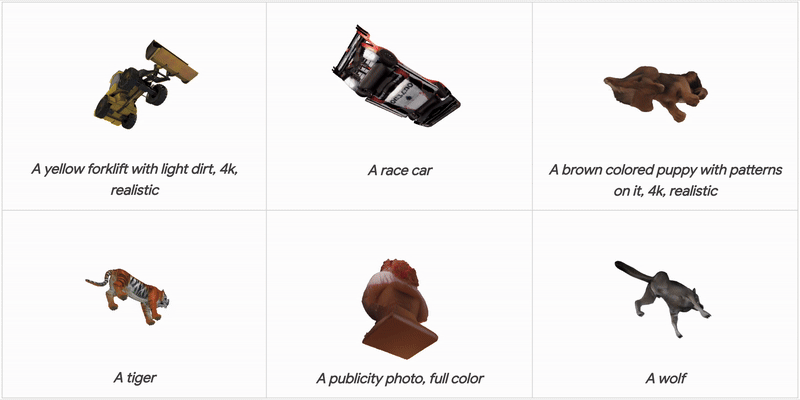 A yellow forklift with light dirt, 4k,
realistic
A race car
A brown colored puppy with patterns
on it, 4k, realistic
A tiger
A publicity photo, full color
A wolf